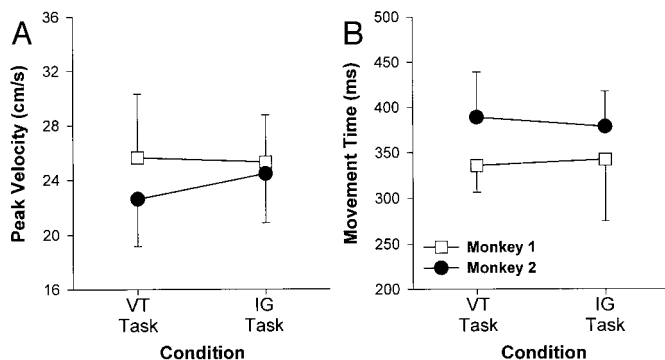 A
Peak Velocity (cm/s)
36
32
28
24
20
16
VT
Task
IG
Task
Condition
B
Movement Time (ms)
500
450
400
350
300
250
200
Monkey 1
Monkey 2
VT
Task
IG
Task
Condition